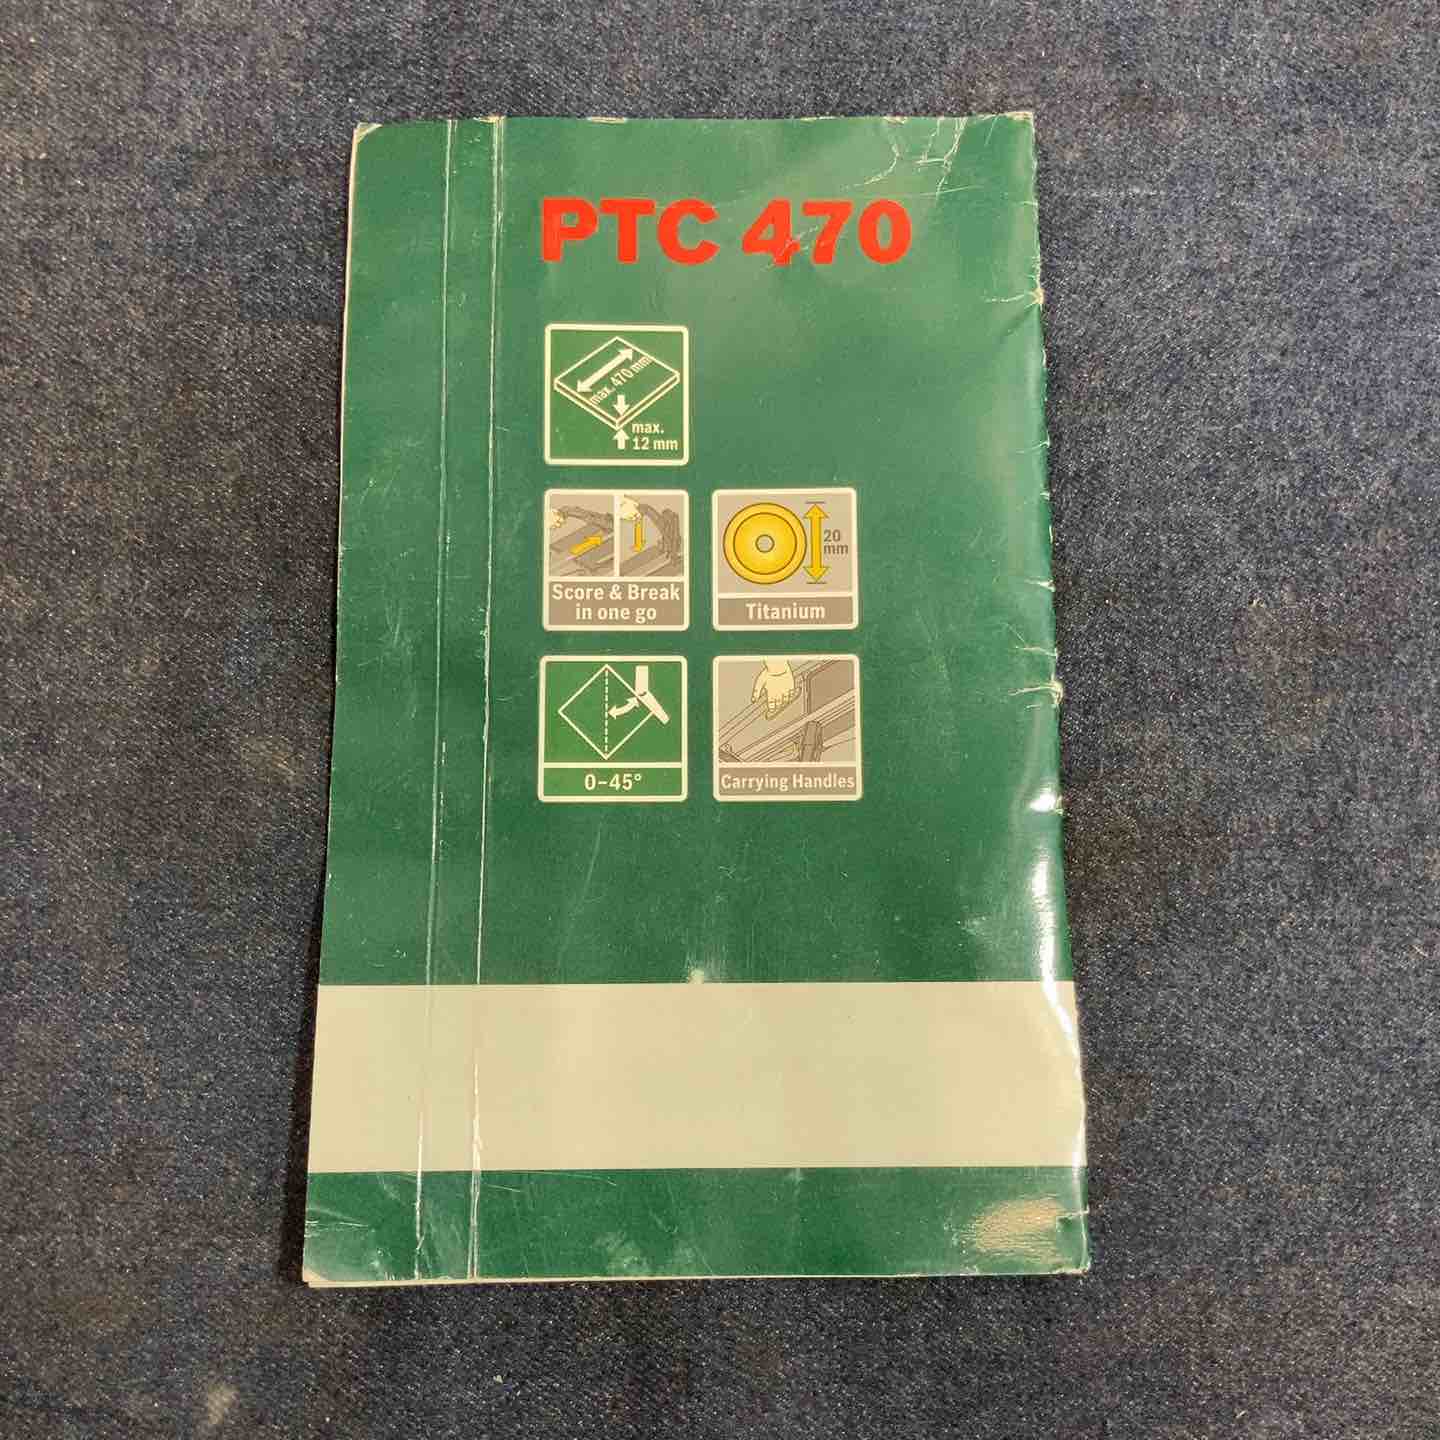 PTC 470
max. 470 mm
max.
12 mm
Score & Break
in one go
20
mm
Titanium
0-45°
Carrying Handles